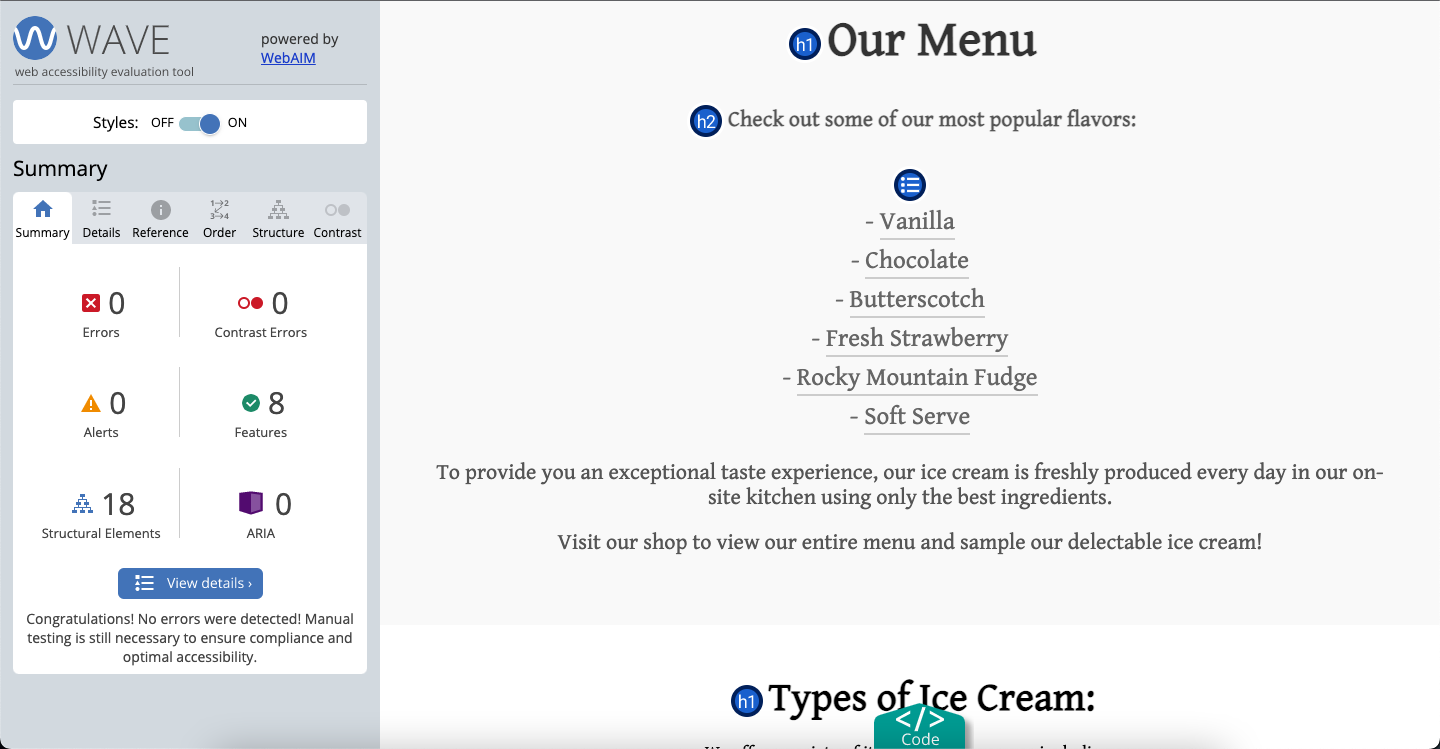 WAVE
powered by
WebAIM
web accessibility evaluation tool
Styles: OFF ON
Summary
Summary Details Reference Order Structure Contrast
0
Errors
0
Contrast Errors
0
Alerts
8
Features
18
Structural Elements
0
ARIA
View details ›
Congratulations! No errors were detected! Manual
testing is still necessary to ensure compliance and
optimal accessibility.
h1 Our Menu
h2 Check out some of our most popular flavors:
- Vanilla
- Chocolate
- Butterscotch
- Fresh Strawberry
- Rocky Mountain Fudge
- Soft Serve
To provide you an exceptional taste experience, our ice cream is freshly produced every day in our on-
site kitchen using only the best ingredients.
Visit our shop to view our entire menu and sample our delectable ice cream!
h1 Types of Ice Cream:
</> Code